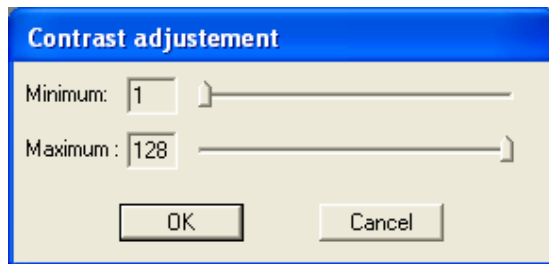 Contrast adjustement
Minimum: 1
Maximum : 128
OK Cancel